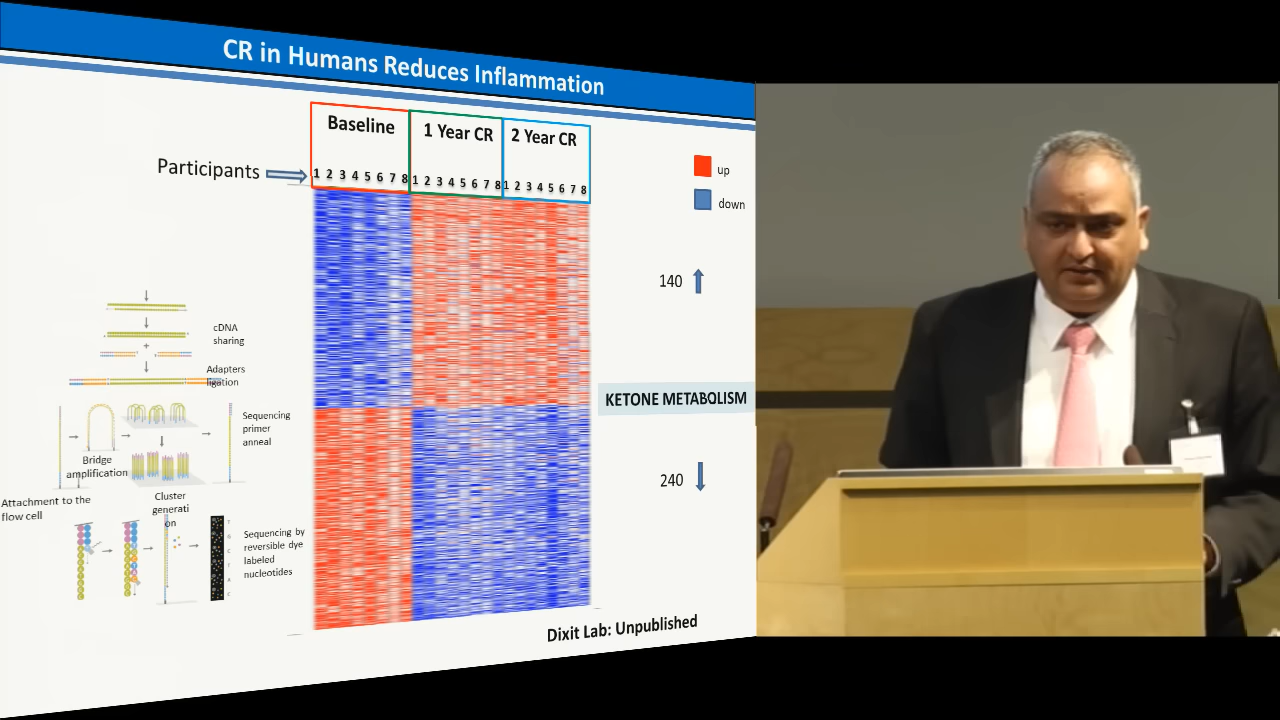 CR in Humans Reduces Inflammation
Baseline
1 Year CR
2 Year CR
Participants
1 2 3 4 5 6 7 8
1 2 3 4 5 6 7 8
1 2 3 4 5 6 7 8
up
down
140
KETONE METABOLISM
240
cDNA
sharing
Adapters
ligation
Sequencing
primer
anneal
Bridge
amplification
Attachment to the
flow cell
Cluster
generati
on
Sequencing by
reversible dye
labeled
nucleotides
Dixit Lab: Unpublished